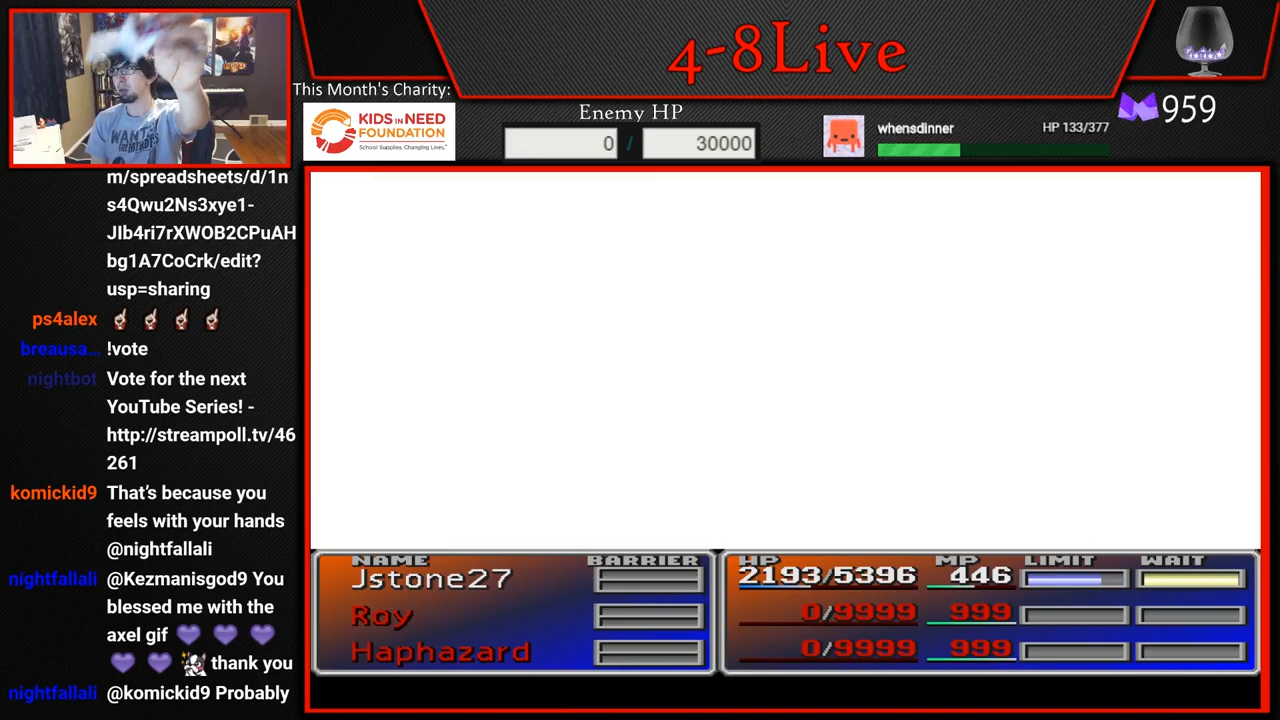 4-8Live
This Month's Charity:
KIDS IN NEED
FOUNDATION
School Supplies. Changing Lives.™
Enemy HP
0 / 30000
whensdinner HP 133/377
959
m/spreadsheets/d/1n
s4Qwu2Ns3xye1-
JIb4ri7rXWOB2CPuAH
bg1A7CoCrk/edit?
usp=sharing
ps4alex
breausa... !vote
nightbot Vote for the next
YouTube Series! -
http://streampoll.tv/46
261
komickid9 That's because you
feels with your hands
@nightfallali
nightfallali @Kezmanisgod9 You
blessed me with the
axel gif
thank you
nightfallali @komickid9 Probably
NAME BARRIER HP MP LIMIT WAIT
Jstone27 2193/5396 446
Roy 0/9999 999
Haphazard 0/9999 999